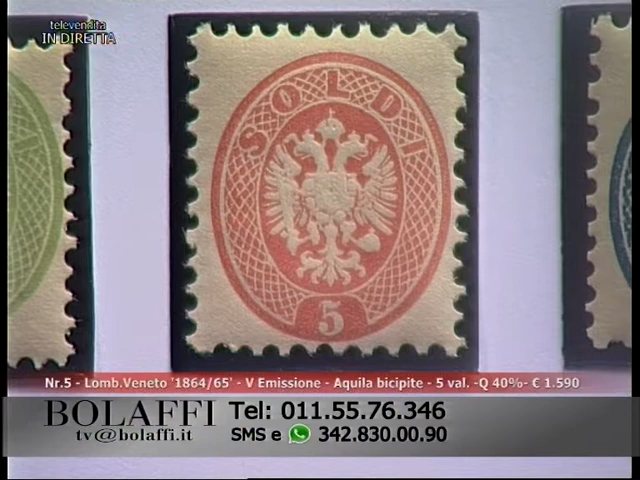 televendita
IN DIRETTA
SOLDI
5
Nr.5 - Lomb.Veneto '1864/65' - V Emissione - Aquila bicipite - 5 val. -Q 40%- € 1.590
BOLAFFI
tv@bolaffi.it
Tel: 011.55.76.346
SMS e 342.830.00.90